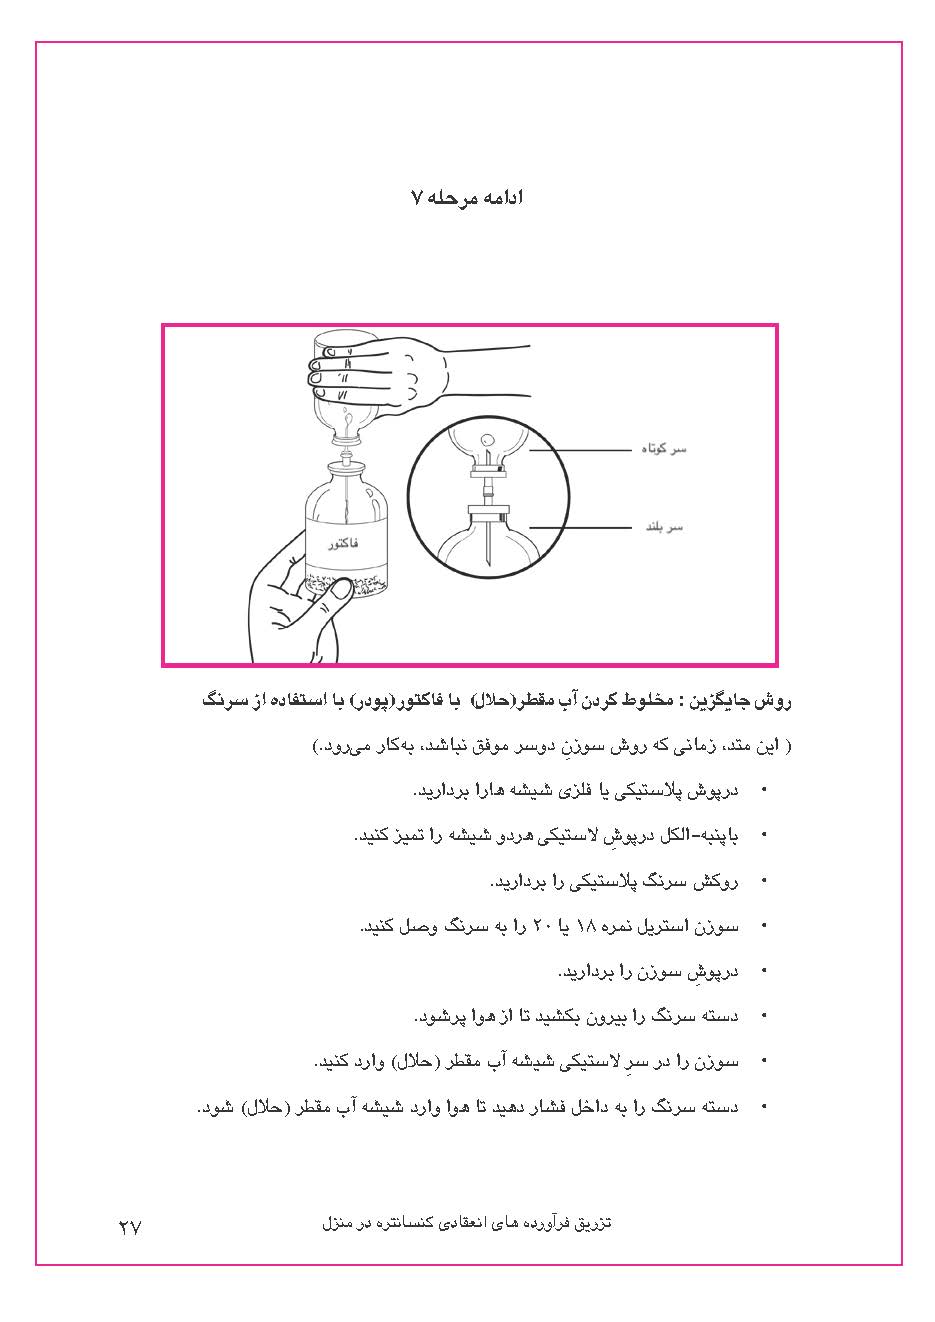 ادامه مرحله ۷
سر کوتاه
سر بلند
فاکتور
روش جایگزین : مخلوط کردن آب مقطر(حلال) با فاکتور(پودر) با استفاده از سرنگ
( این متد، زمانی که روش سوزنِ دوسر موفق نباشد، به‌کار می‌رود.)
• درپوش پلاستیکی یا فلزی شیشه هارا بردارید.
• باپنبه-الکل درپوشِ لاستیکی هردو شیشه را تمیز کنید.
• روکش سرنگ پلاستیکی را بردارید.
• سوزن استریل نمره ۱۸ یا ۲۰ را به سرنگ وصل کنید.
• درپوشِ سوزن را بردارید.
• دسته سرنگ را بیرون بکشید تا از هوا پرشود.
• سوزن را در سرِ لاستیکی شیشه آب مقطر (حلال) وارد کنید.
• دسته سرنگ را به داخل فشار دهید تا هوا وارد شیشه آب مقطر (حلال) شود.
تزریق فرآورده های انعقادی کنسانتره در منزل
۲۷